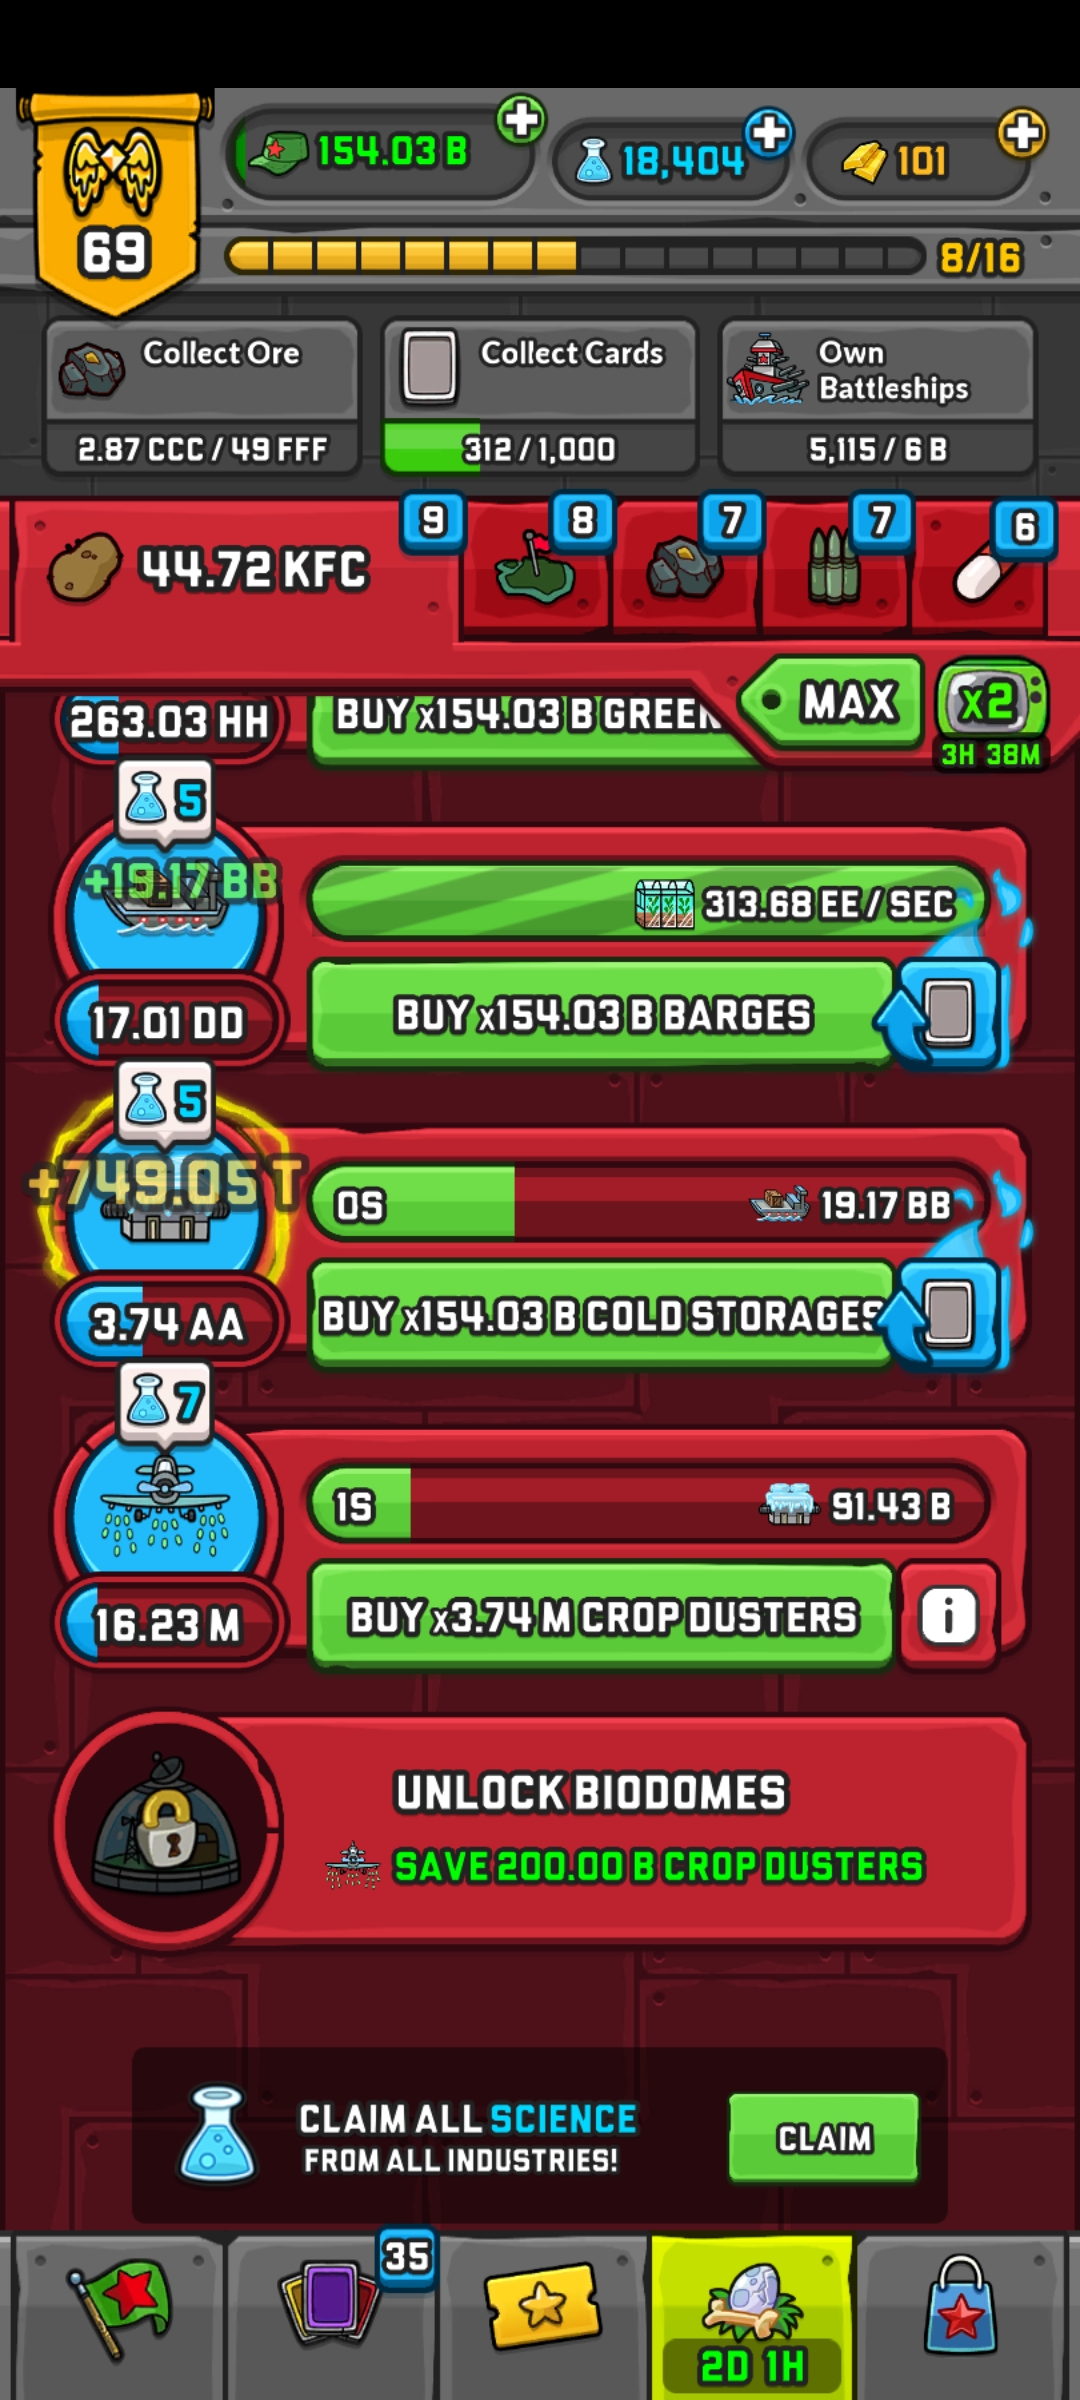 154.03 B
18,404
101
69
8/16
Collect Ore
2.87 CCC / 49 FFF
Collect Cards
312 / 1,000
Own
Battleships
5,115 / 6 B
44.72 KFC
9
8
7
7
6
MAX
x2
3H 38M
263.03 HH
BUY x154.03 B GREEN
5
+19.17 BB
313.68 EE / SEC
17.01 DD
BUY x154.03 B BARGES
5
+749.05 T
0S
19.17 BB
3.74 AA
BUY x154.03 B COLD STORAGES
7
1S
91.43 B
16.23 M
BUY x3.74 M CROP DUSTERS
i
UNLOCK BIODOMES
SAVE 200.00 B CROP DUSTERS
CLAIM ALL SCIENCE
FROM ALL INDUSTRIES!
CLAIM
35
2D 1H